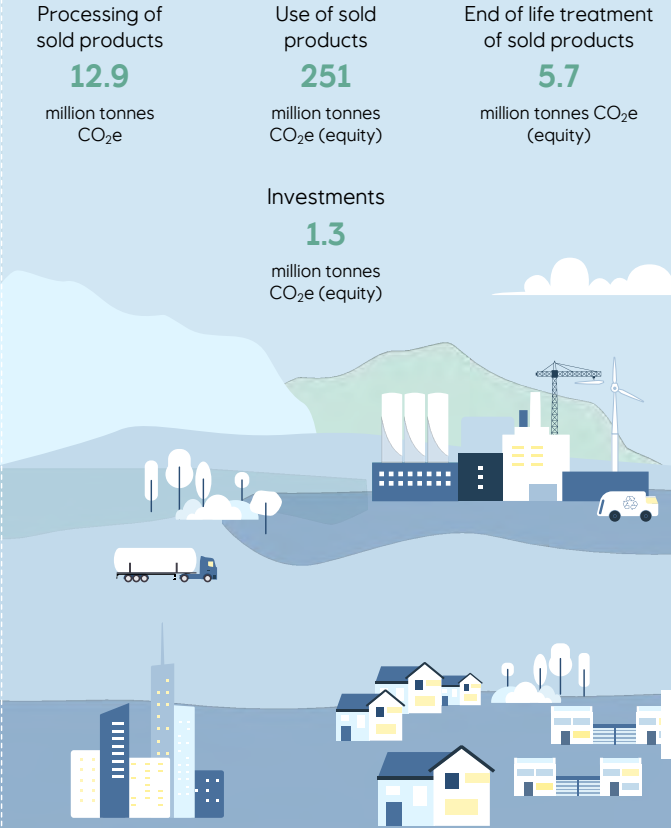 Processing of
sold products
12.9
million tonnes
CO₂e
Use of sold
products
251
million tonnes
CO₂e (equity)
End of life treatment
of sold products
5.7
million tonnes CO₂e
(equity)
Investments
1.3
million tonnes
CO₂e (equity)